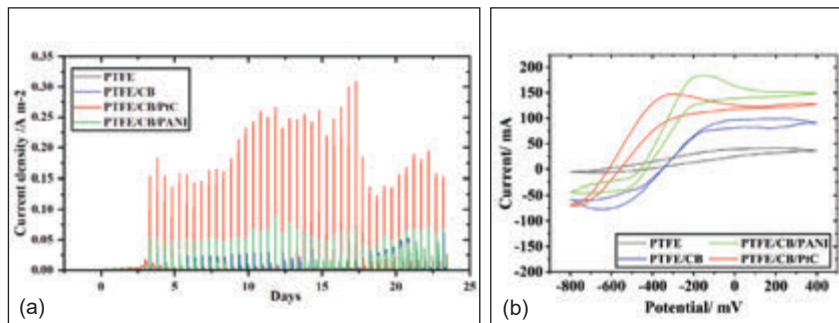 0.35
0.30
0.25
0.20
0.15
0.10
0.05
0.00
Current density /A m-2
PTFE
PTFE/CB
PTFE/CB/PtC
PTFE/CB/PANI
0 5 10 15 20 25
Days
(a)
200
150
100
50
0
-50
-100
-150
-200
Current/ mA
PTFE PTFE/CB/PANI
PTFE/CB PTFE/CB/PtC
-800 -600 -400 -200 0 200 400
Potential/ mV
(b)